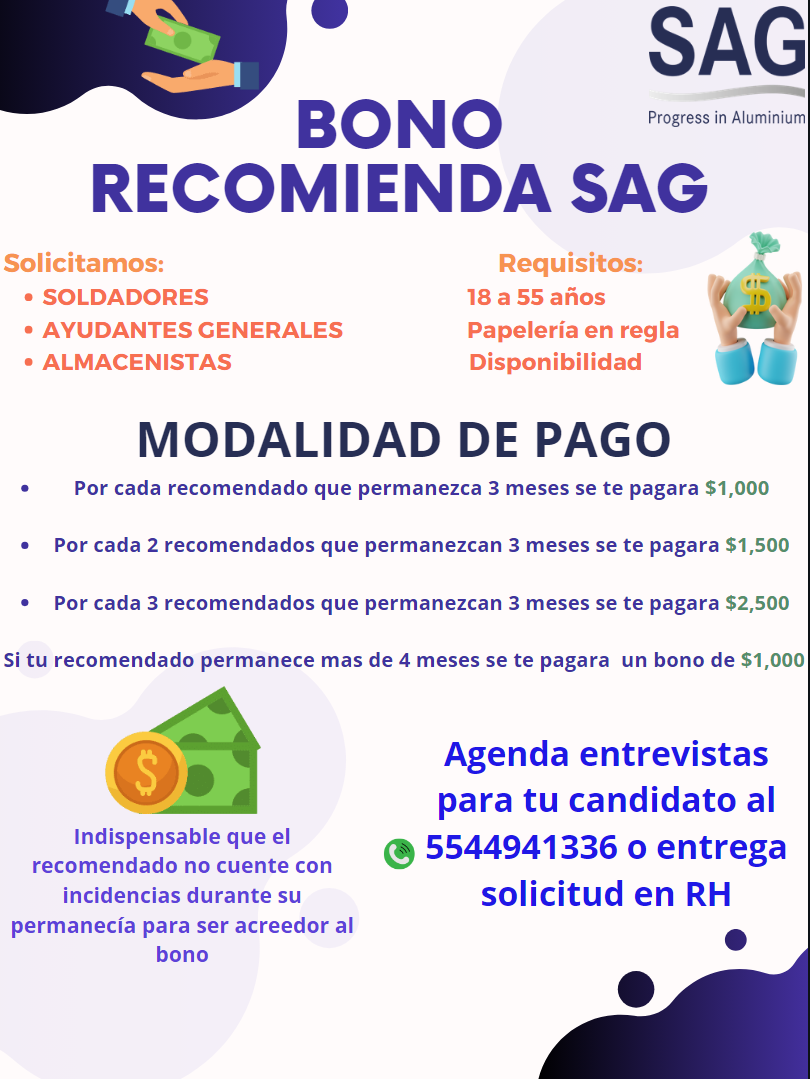 SAG
Progress in Aluminium
BONO
RECOMIENDA SAG
Solicitamos:
• SOLDADORES
• AYUDANTES GENERALES
• ALMACENISTAS
Requisitos:
18 a 55 años
Papelería en regla
Disponibilidad
MODALIDAD DE PAGO
• Por cada recomendado que permanezca 3 meses se te pagara $1,000
• Por cada 2 recomendados que permanezcan 3 meses se te pagara $1,500
• Por cada 3 recomendados que permanezcan 3 meses se te pagara $2,500
Si tu recomendado permanece mas de 4 meses se te pagara un bono de $1,000
Indispensable que el
recomendado no cuente con
incidencias durante su
permanecía para ser acreedor al
bono
Agenda entrevistas
para tu candidato al
5544941336 o entrega
solicitud en RH